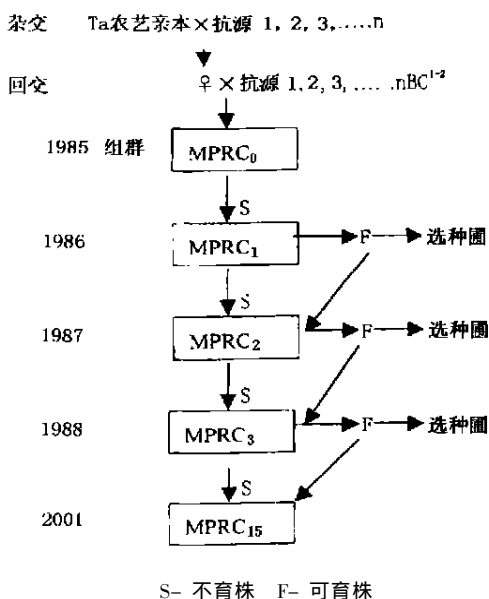 杂交 Ta农艺亲本×抗源 1, 2, 3,.....n
回交 ♀×抗源 1,2,3, .....nBC¹⁻²
1985 组群 MPRC₀
S
1986 MPRC₁ F 选种圃
S
1987 MPRC₂ F 选种圃
S
1988 MPRC₃ F 选种圃
S
2001 MPRC₁₅
S- 不育株 F- 可育株